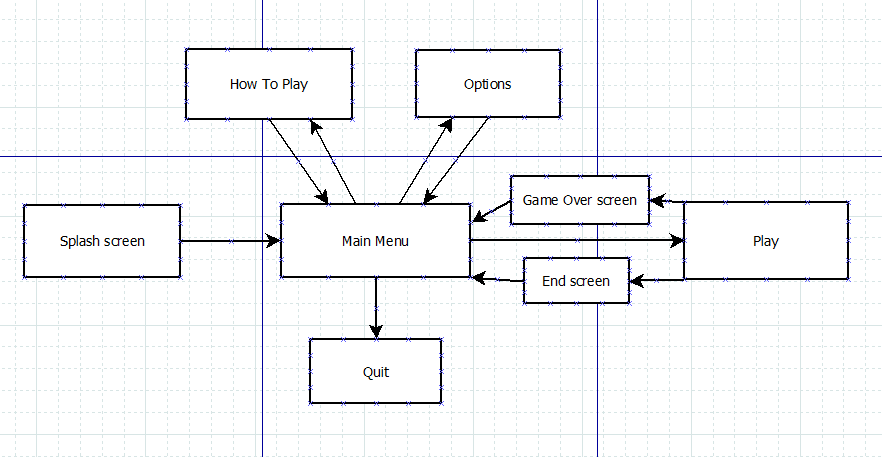 How To Play
Options
Game Over screen
Splash screen
Main Menu
Play
End screen
Quit